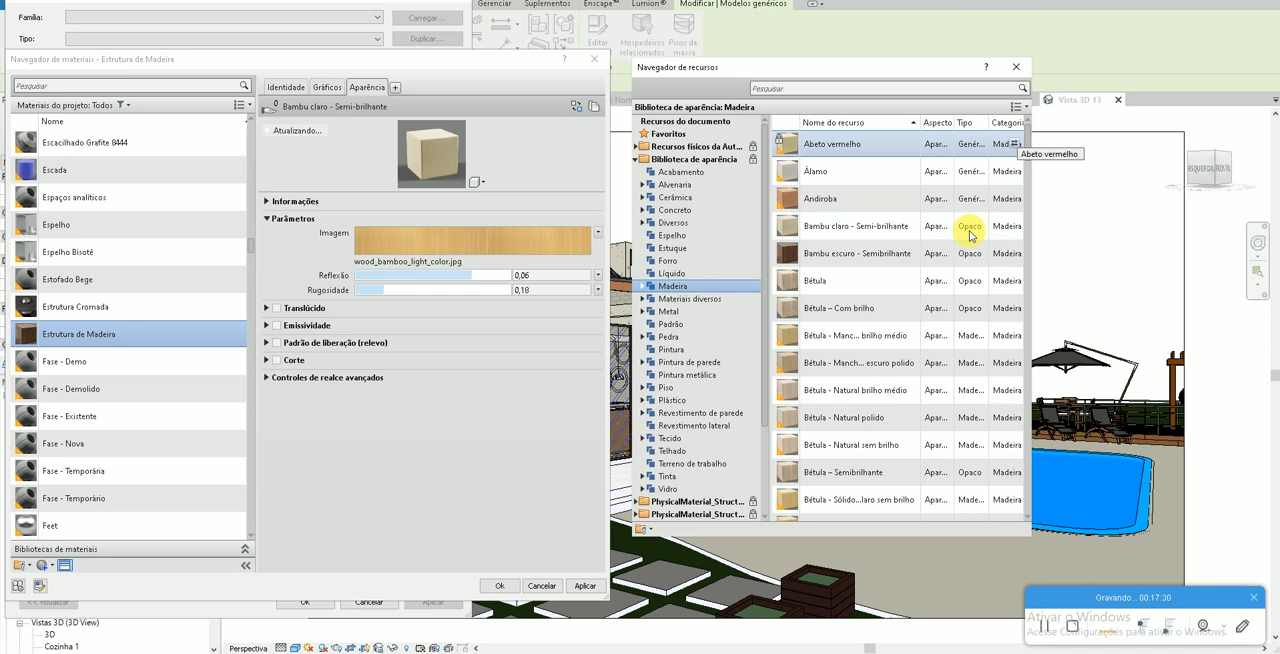 Família:
Carregar...
Tipo:
Duplicar...
Gerenciar
Suplementos
Enscape™
Lumion®
Modificar | Modelos genéricos
Editar
Hospedeiros relacionados
Pisos de massa
Navegador de materiais - Estrutura de Madeira
?
Pesquisar
Materiais do projeto: Todos
Nome
Escacilhado Grafite 8444
Escada
Espaços analíticos
Espelho
Espelho Bisotê
Estofado Bege
Estrutura Cromada
Estrutura de Madeira
Fase - Demo
Fase - Demolido
Fase - Existente
Fase - Nova
Fase - Temporária
Fase - Temporário
Feet
Bibliotecas de materiais
Identidade
Gráficos
Aparência
0
Bambu claro - Semi-brilhante
Atualizando...
Informações
Parâmetros
Imagem
wood_bamboo_light_color.jpg
Reflexão
0,06
Rugosidade
0,18
Translúcido
Emissividade
Padrão de liberação (relevo)
Corte
Controles de realce avançados
Ok
Cancelar
Aplicar
<< Visualizar
Ok
Cancelar
Aplicar
Vistas 3D (3D View)
3D
Cozinha 1
Perspectiva
Navegador de recursos
?
Pesquisar
Biblioteca de aparência: Madeira
Recursos do documento
Favoritos
Recursos físicos da Aut...
Biblioteca de aparência
Acabamento
Alvenaria
Cerâmica
Concreto
Diversos
Espelho
Estuque
Forro
Líquido
Madeira
Materiais diversos
Metal
Padrão
Pedra
Pintura
Pintura de parede
Pintura metálica
Piso
Plástico
Revestimento de parede
Revestimento lateral
Tecido
Telhado
Terreno de trabalho
Tinta
Vidro
PhysicalMaterial_Struct...
PhysicalMaterial_Struct...
Nome do recurso
Aspecto
Tipo
Categoria
Abeto vermelho
Apar...
Genér...
Álamo
Apar...
Genér...
Madeira
Andiroba
Apar...
Genér...
Madeira
Bambu claro - Semi-brilhante
Apar...
Opaco
Madeira
Bambu escuro - Semibrilhante
Apar...
Opaco
Madeira
Bétula
Apar...
Opaco
Madeira
Bétula – Com brilho
Apar...
Opaco
Madeira
Bétula - Manc... brilho médio
Apar...
Made...
Madeira
Bétula - Manch... escuro polido
Apar...
Made...
Madeira
Bétula - Natural brilho médio
Apar...
Made...
Madeira
Bétula - Natural polido
Apar...
Made...
Madeira
Bétula - Natural sem brilho
Apar...
Made...
Madeira
Bétula – Semibrilhante
Apar...
Opaco
Madeira
Bétula - Sólido...laro sem brilho
Apar...
Made...
Madeira
Abeto vermelho
Vista 3D 13
ESQUERDA
Gravando... 00:17:30
Ativar o Windows
Acesse Configurações para ativar o Windows.